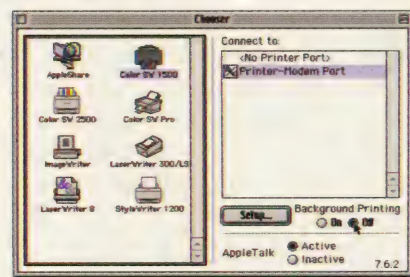 Chooser
AppleShare
Color SW 1500
Color SW 2500
Color SW Pro
ImageWriter
LaserWriter 300/LS
LaserWriter 8
StyleWriter 1200
Connect to:
<No Printer Port>
Printer-Modem Port
Setup...
Background Printing
On
Off
AppleTalk
Active
Inactive
7.6.2